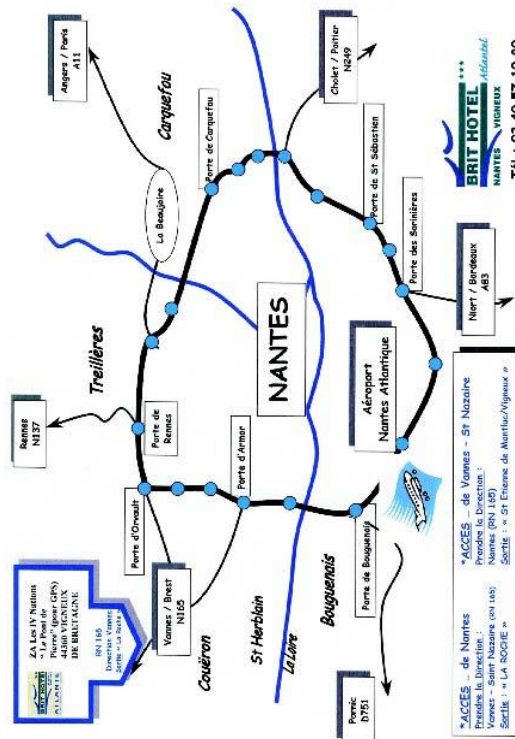 ZA Les IV Nations
" Le Pont de
Pierre" (pour GPS)
44360 VIGNEUX
DE BRETAGNE
BRIT HOTEL
ATLANTEL
RN 165
Direction Vannes
Sortie " La Roche "
Rennes
N137
Treillières
Angers / Paris
A11
Carquefou
La Beaujoire
Porte de Carquefou
Porte de
Rennes
Porte d'Orvault
Porte d'Armor
Vannes / Brest
N165
Couëron
St Herblain
La Loire
NANTES
Cholet / Poitier
N249
Porte de St Sébastien
Porte des Sorinières
Niort / Bordeaux
A83
Aéroport
Nantes Atlantique
Bouguenais
Porte de Bouguenais
Pornic
D751
*ACCES _ de Nantes
Prendre la Direction :
Vannes - Saint Nazaire (RN 165)
Sortie : « LA ROCHE »
*ACCES _ de Vannes - St Nazaire
Prendre la Direction :
Nantes (RN 165)
Sortie : « St Etienne de Montluc/Vigneux »
BRIT HOTEL ***
Atlantel
NANTES VIGNEUX